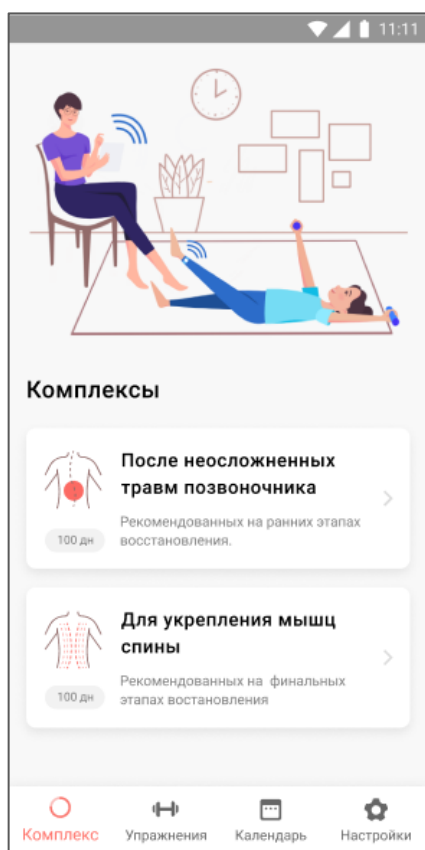 11:11
Комплексы
После неосложненных
травм позвоночника
Рекомендованных на ранних этапах
восстановления.
100 дн
Для укрепления мышц
спины
Рекомендованных на финальных
этапах востановления
100 дн
Комплекс
Упражнения
Календарь
Настройки